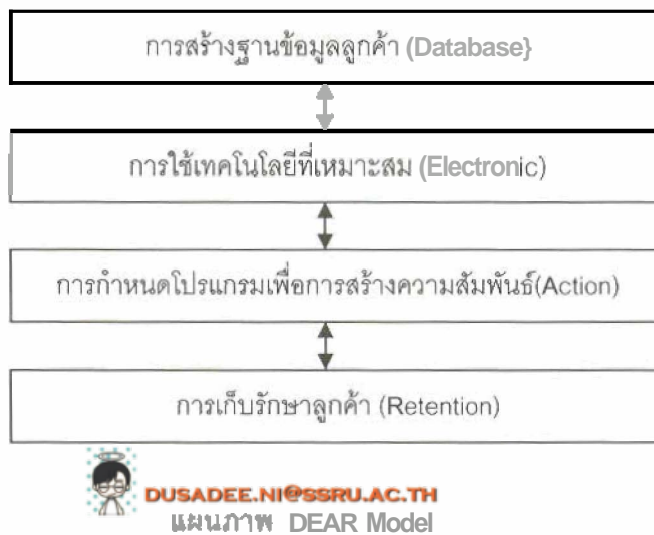 การสร้างฐานข้อมูลลูกค้า (Database}
การใช้เทคโนโลยีที่เหมาะสม (Electronic)
การกำหนดโปรแกรมเพื่อการสร้างความสัมพันธ์(Action)
การเก็บรักษาลูกค้า (Retention)
DUSADEE.NI@SSRU.AC.TH
แผนภาพ DEAR Model